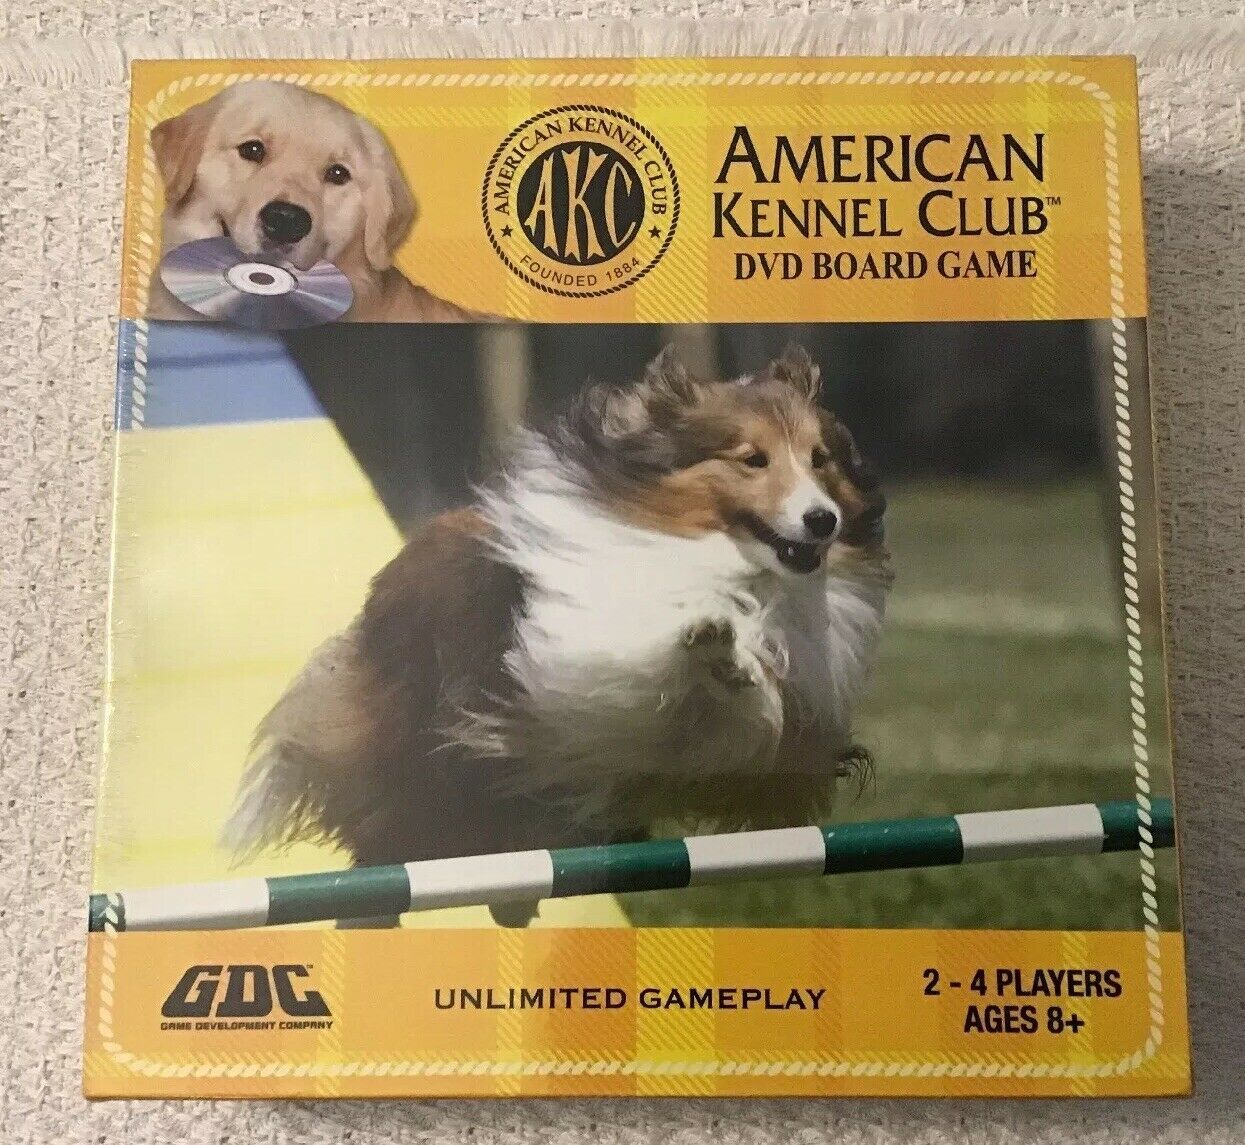 AMERICAN KENNEL CLUB
AKC
FOUNDED 1884
AMERICAN
KENNEL CLUB™
DVD BOARD GAME
GDC™
GAME DEVELOPMENT COMPANY
UNLIMITED GAMEPLAY
2 - 4 PLAYERS
AGES 8+